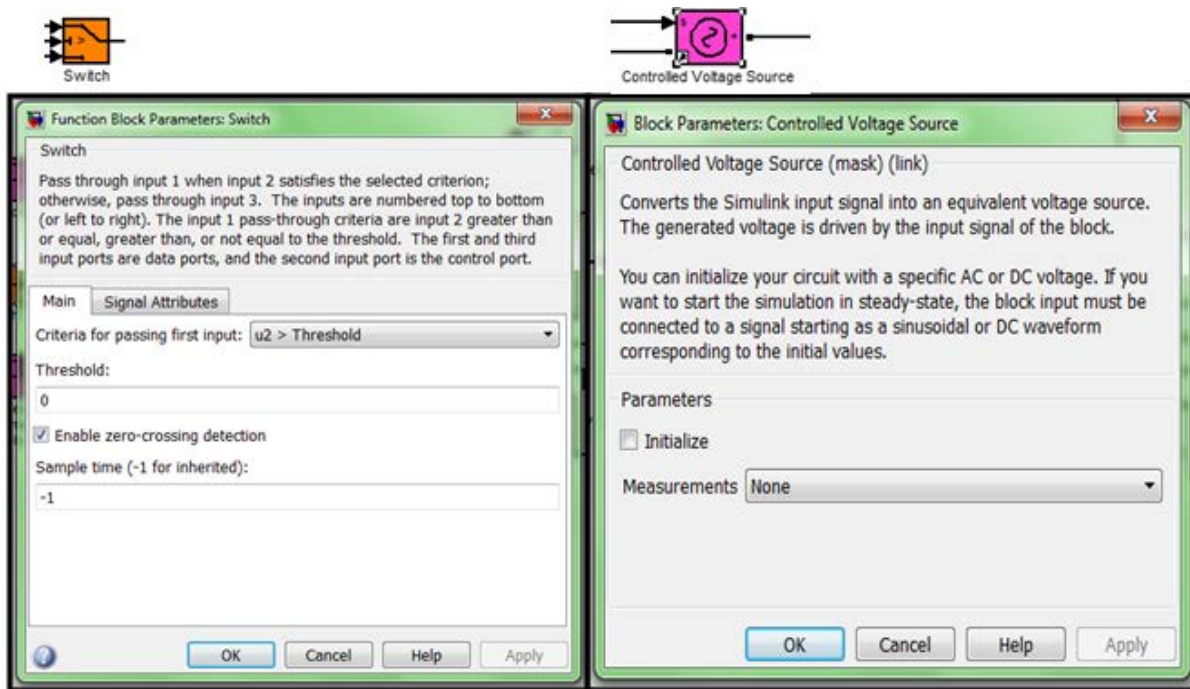 Switch
Controlled Voltage Source
Function Block Parameters: Switch
Switch
Pass through input 1 when input 2 satisfies the selected criterion;
otherwise, pass through input 3. The inputs are numbered top to bottom
(or left to right). The input 1 pass-through criteria are input 2 greater than
or equal, greater than, or not equal to the threshold. The first and third
input ports are data ports, and the second input port is the control port.
Main Signal Attributes
Criteria for passing first input: u2 > Threshold
Threshold:
0
Enable zero-crossing detection
Sample time (-1 for inherited):
-1
OK Cancel Help Apply
Block Parameters: Controlled Voltage Source
Controlled Voltage Source (mask) (link)
Converts the Simulink input signal into an equivalent voltage source.
The generated voltage is driven by the input signal of the block.
You can initialize your circuit with a specific AC or DC voltage. If you
want to start the simulation in steady-state, the block input must be
connected to a signal starting as a sinusoidal or DC waveform
corresponding to the initial values.
Parameters
Initialize
Measurements None
OK Cancel Help Apply